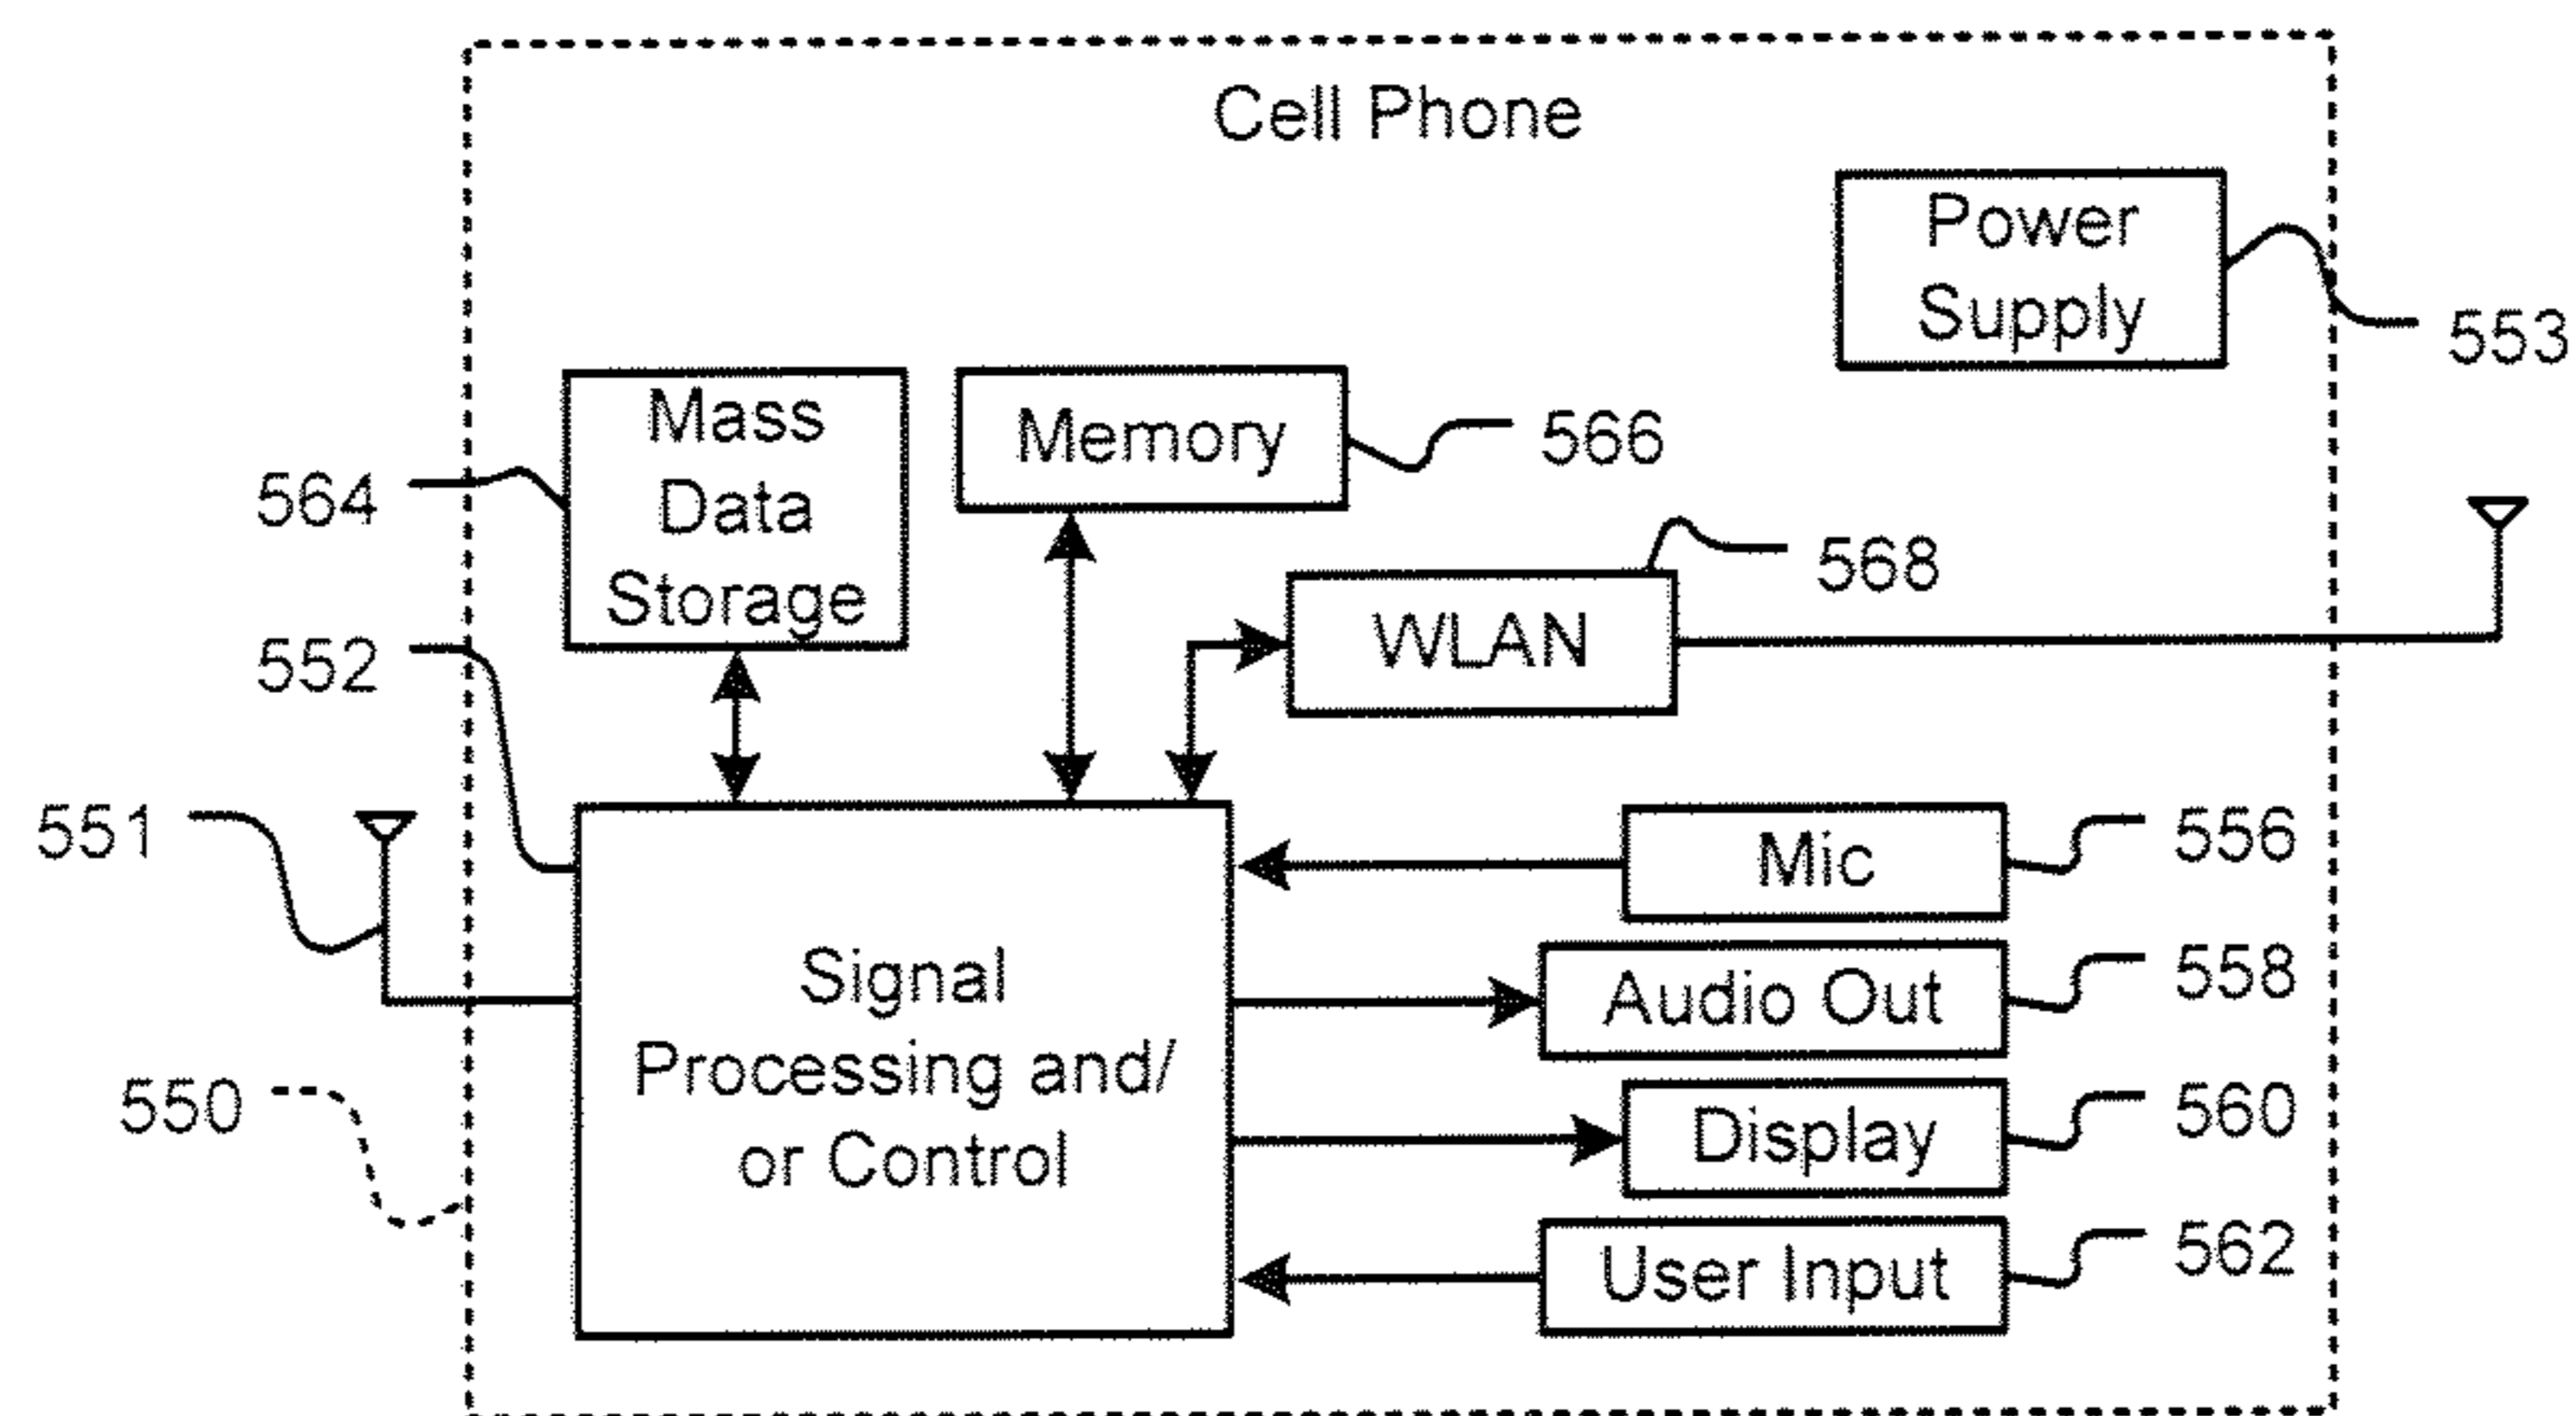 Cell Phone
Power
Supply
553
Mass
Data
Storage
564
Memory
566
568
WLAN
552
551
Signal
Processing and/
or Control
550
Mic
556
Audio Out
558
Display
560
User Input
562